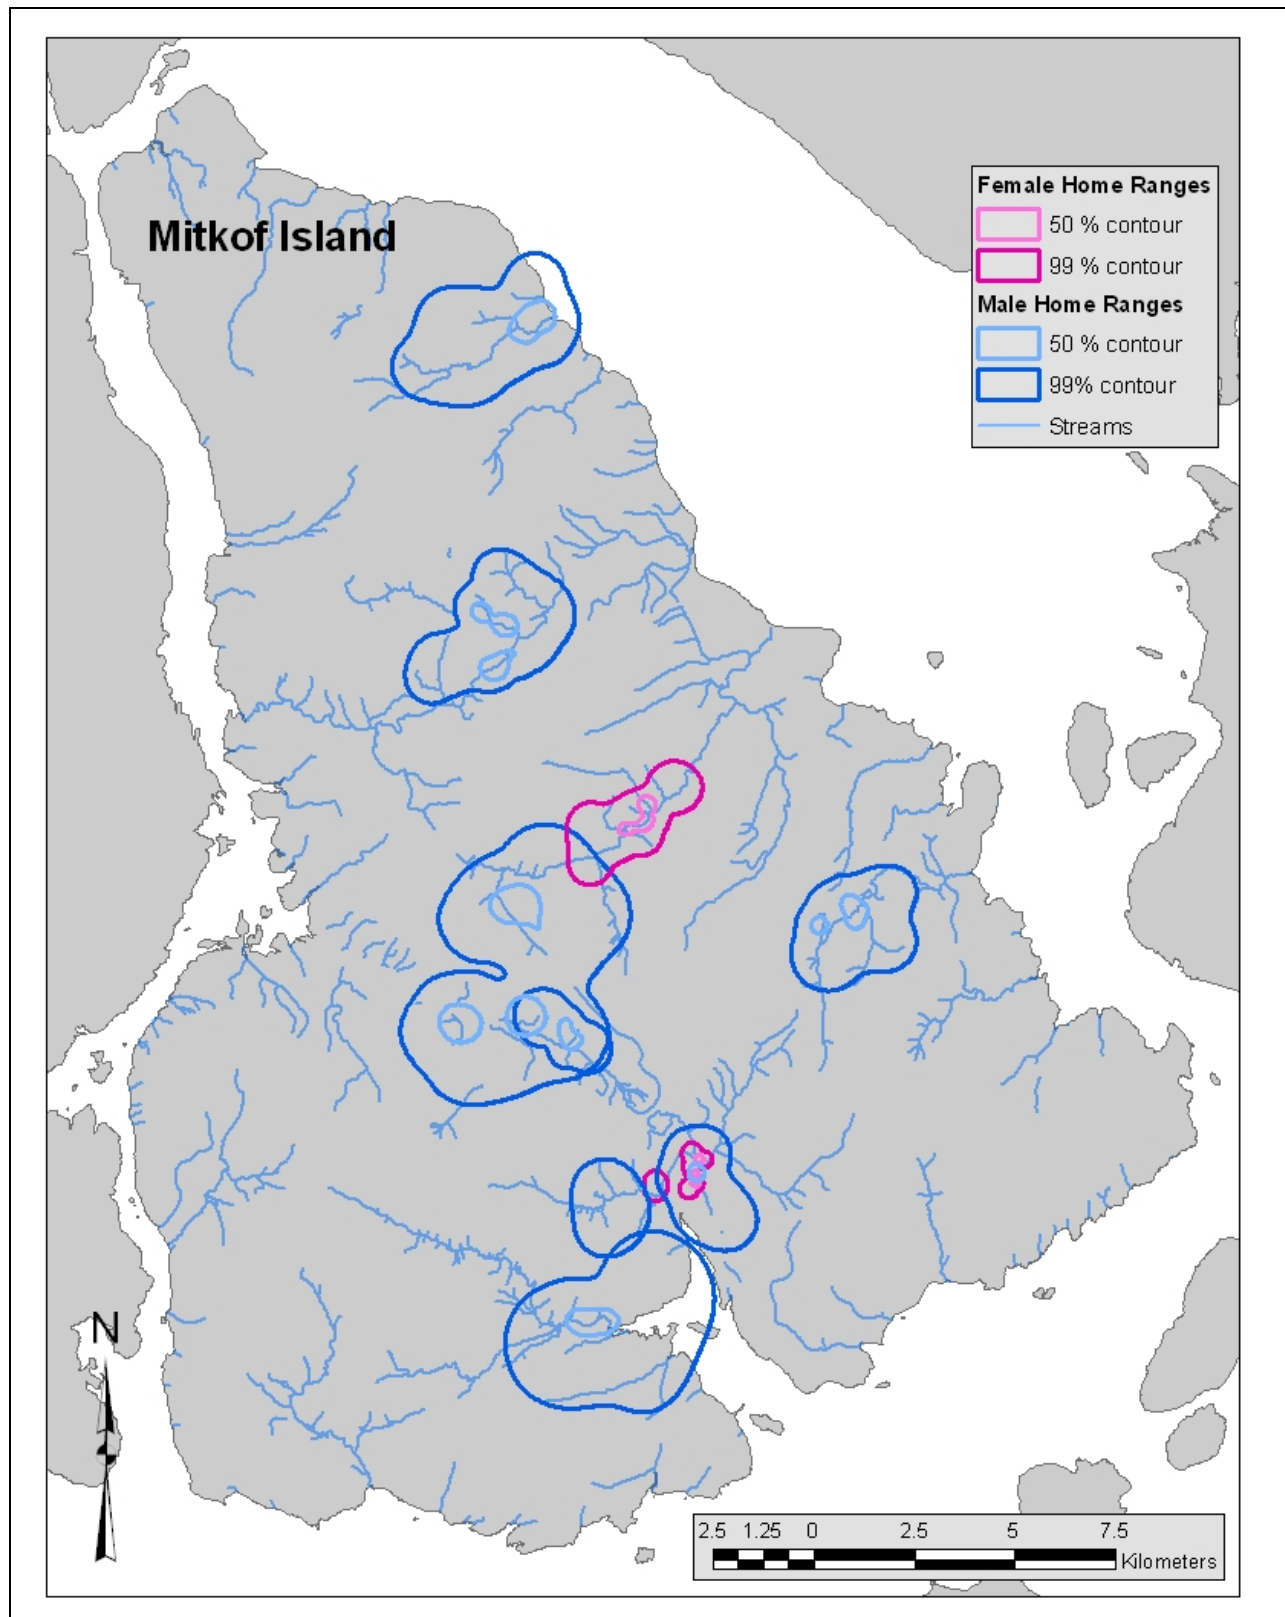 Mitkof Island
Female Home Ranges
50 % contour
99 % contour
Male Home Ranges
50 % contour
99% contour
Streams
N
2.5 1.25 0 2.5 5 7.5
Kilometers